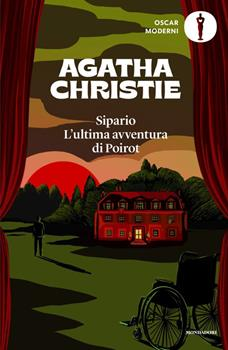 OSCAR
MODERNI
AGATHA
CHRISTIE
Sipario
L'ultima avventura
di Poirot
MONDADORI